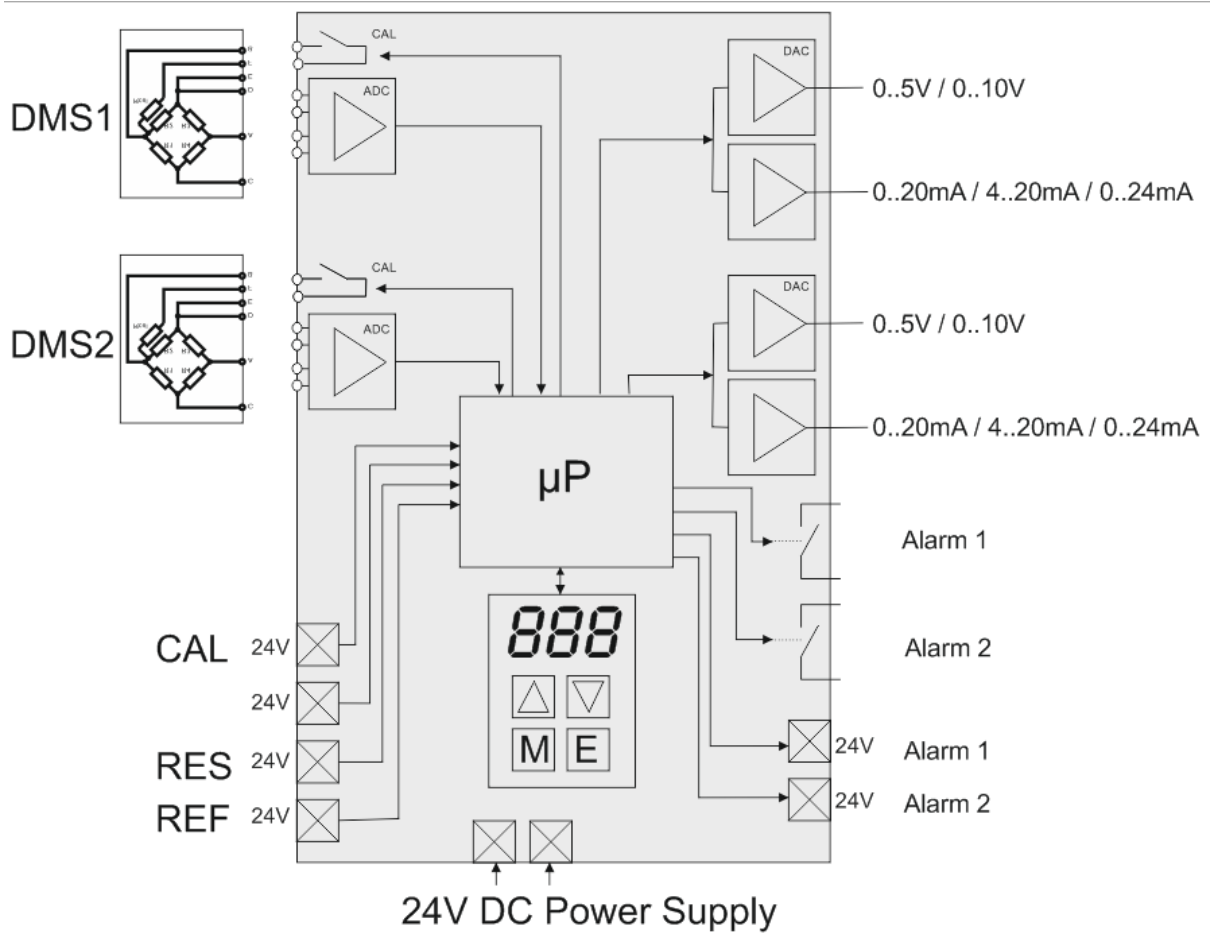 CAL
ADC
DAC
DMS1
0..5V / 0..10V
0..20mA / 4..20mA / 0..24mA
CAL
ADC
DAC
DMS2
0..5V / 0..10V
0..20mA / 4..20mA / 0..24mA
µP
Alarm 1
888
CAL 24V
Alarm 2
24V
M E
24V Alarm 1
RES 24V
24V Alarm 2
REF 24V
24V DC Power Supply